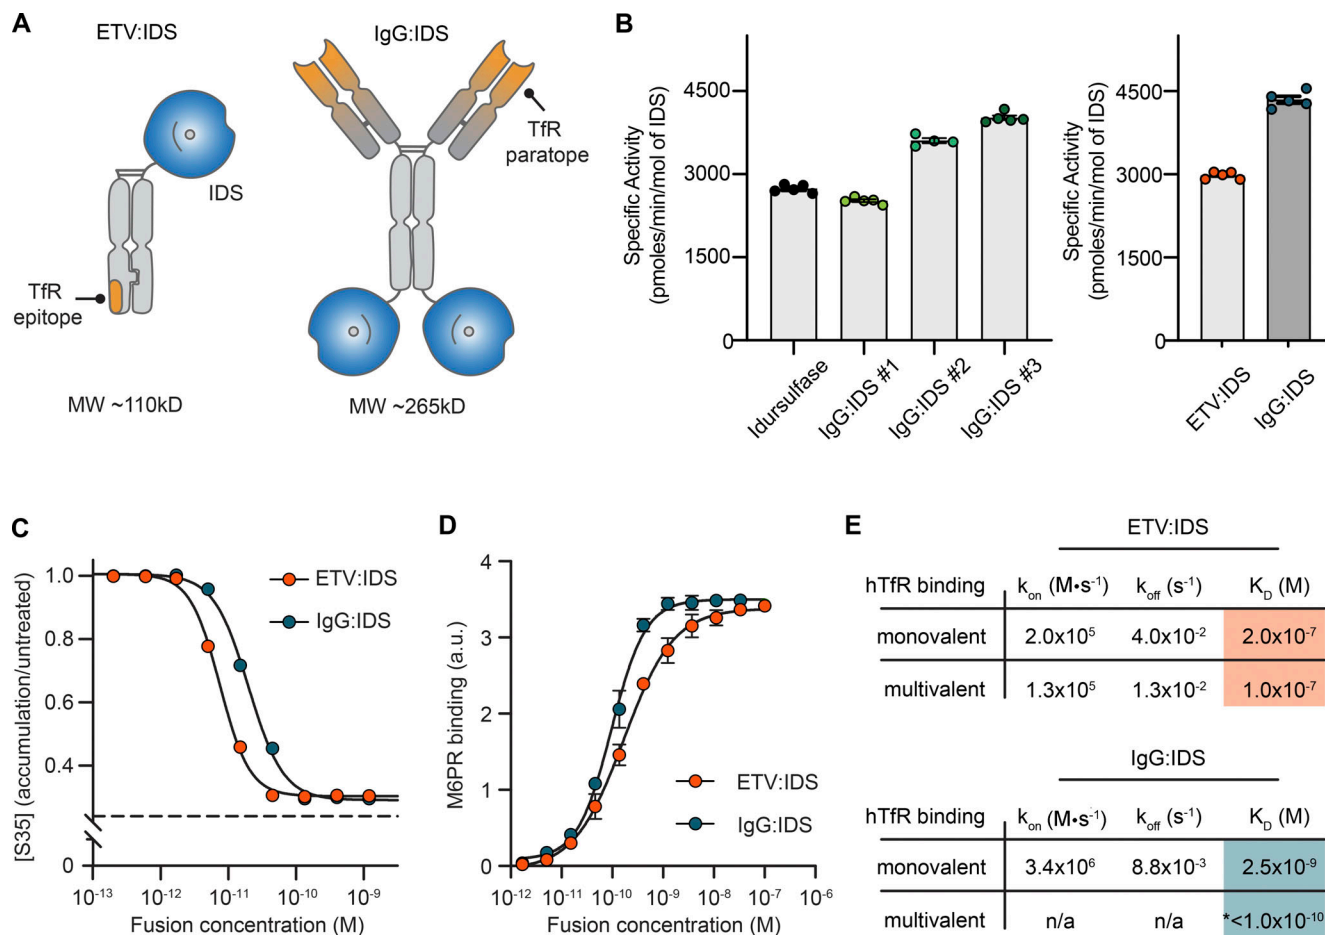 A
ETV:IDS
IgG:IDS
IDS
TfR
epitope
TfR
paratope
MW ~110kD
MW ~265kD
B
Specific Activity
(pmoles/min/mol of IDS)
4500
3000
1500
0
Idursulfase
IgG:IDS #1
IgG:IDS #2
IgG:IDS #3
Specific Activity
(pmoles/min/mol of IDS)
4500
3000
1500
0
ETV:IDS
IgG:IDS
C
[S35] (accumulation/untreated)
1.0
0.8
0.6
0.4
0
10⁻¹³ 10⁻¹² 10⁻¹¹ 10⁻¹⁰ 10⁻⁹
Fusion concentration (M)
ETV:IDS
IgG:IDS
D
M6PR binding (a.u.)
4
3
2
1
0
10⁻¹² 10⁻¹¹ 10⁻¹⁰ 10⁻⁹ 10⁻⁸ 10⁻⁷ 10⁻⁶
Fusion concentration (M)
ETV:IDS
IgG:IDS
E
ETV:IDS
hTfR binding kon (M•s⁻¹) koff (s⁻¹) KD (M)
monovalent 2.0x10⁵ 4.0x10⁻² 2.0x10⁻⁷
multivalent 1.3x10⁵ 1.3x10⁻² 1.0x10⁻⁷
IgG:IDS
hTfR binding kon (M•s⁻¹) koff (s⁻¹) KD (M)
monovalent 3.4x10⁶ 8.8x10⁻³ 2.5x10⁻⁹
multivalent n/a n/a *<1.0x10⁻¹⁰